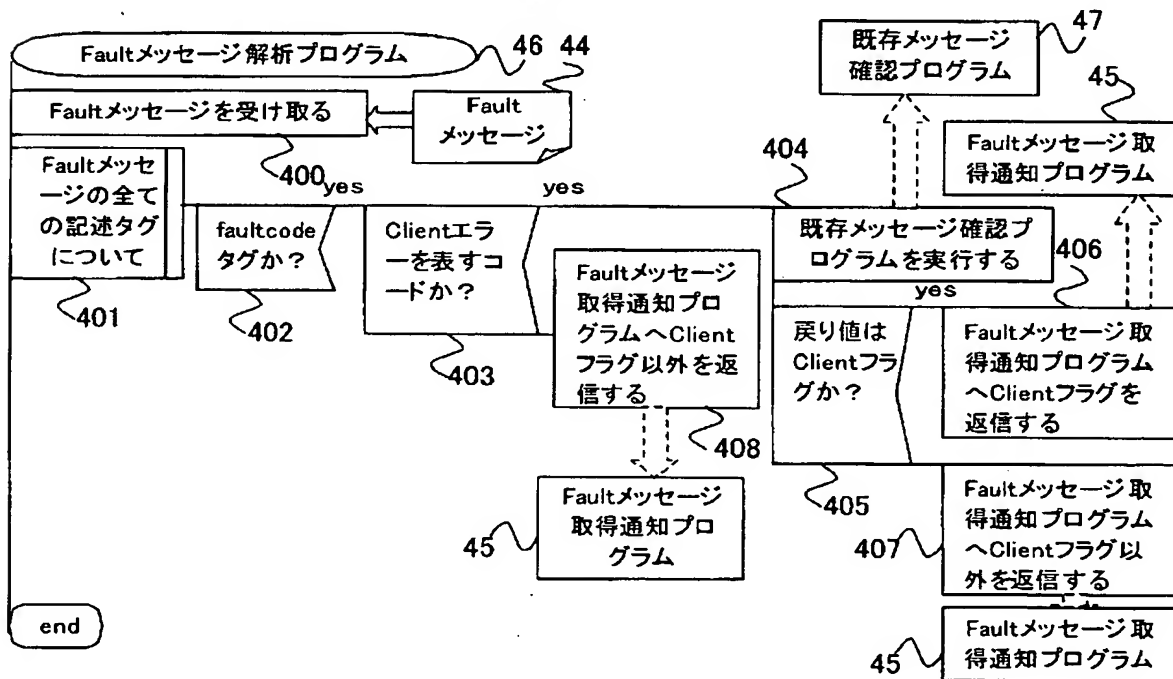 Faultメッセージ解析プログラム
46
44
Faultメッセージを受け取る
400
Fault
メッセージ
既存メッセージ
確認プログラム
47
45
Faultメッセージ取
得通知プログラム
Faultメッセ
ージの全て
の記述タグ
について
401
yes
faultcode
タグか?
402
yes
Clientエラ
ーを表すコ
ードか?
403
404
既存メッセージ確認プ
ログラムを実行する
406
Faultメッセージ
取得通知プロ
グラムへClient
フラグ以外を返
信する
408
Faultメッセージ
取得通知プロ
グラム
45
yes
戻り値は
Clientフラ
グか?
405
Faultメッセージ取
得通知プログラム
へClientフラグを
返信する
Faultメッセージ取
得通知プログラム
へClientフラグ以
外を返信する
407
Faultメッセージ取
得通知プログラム
45
end